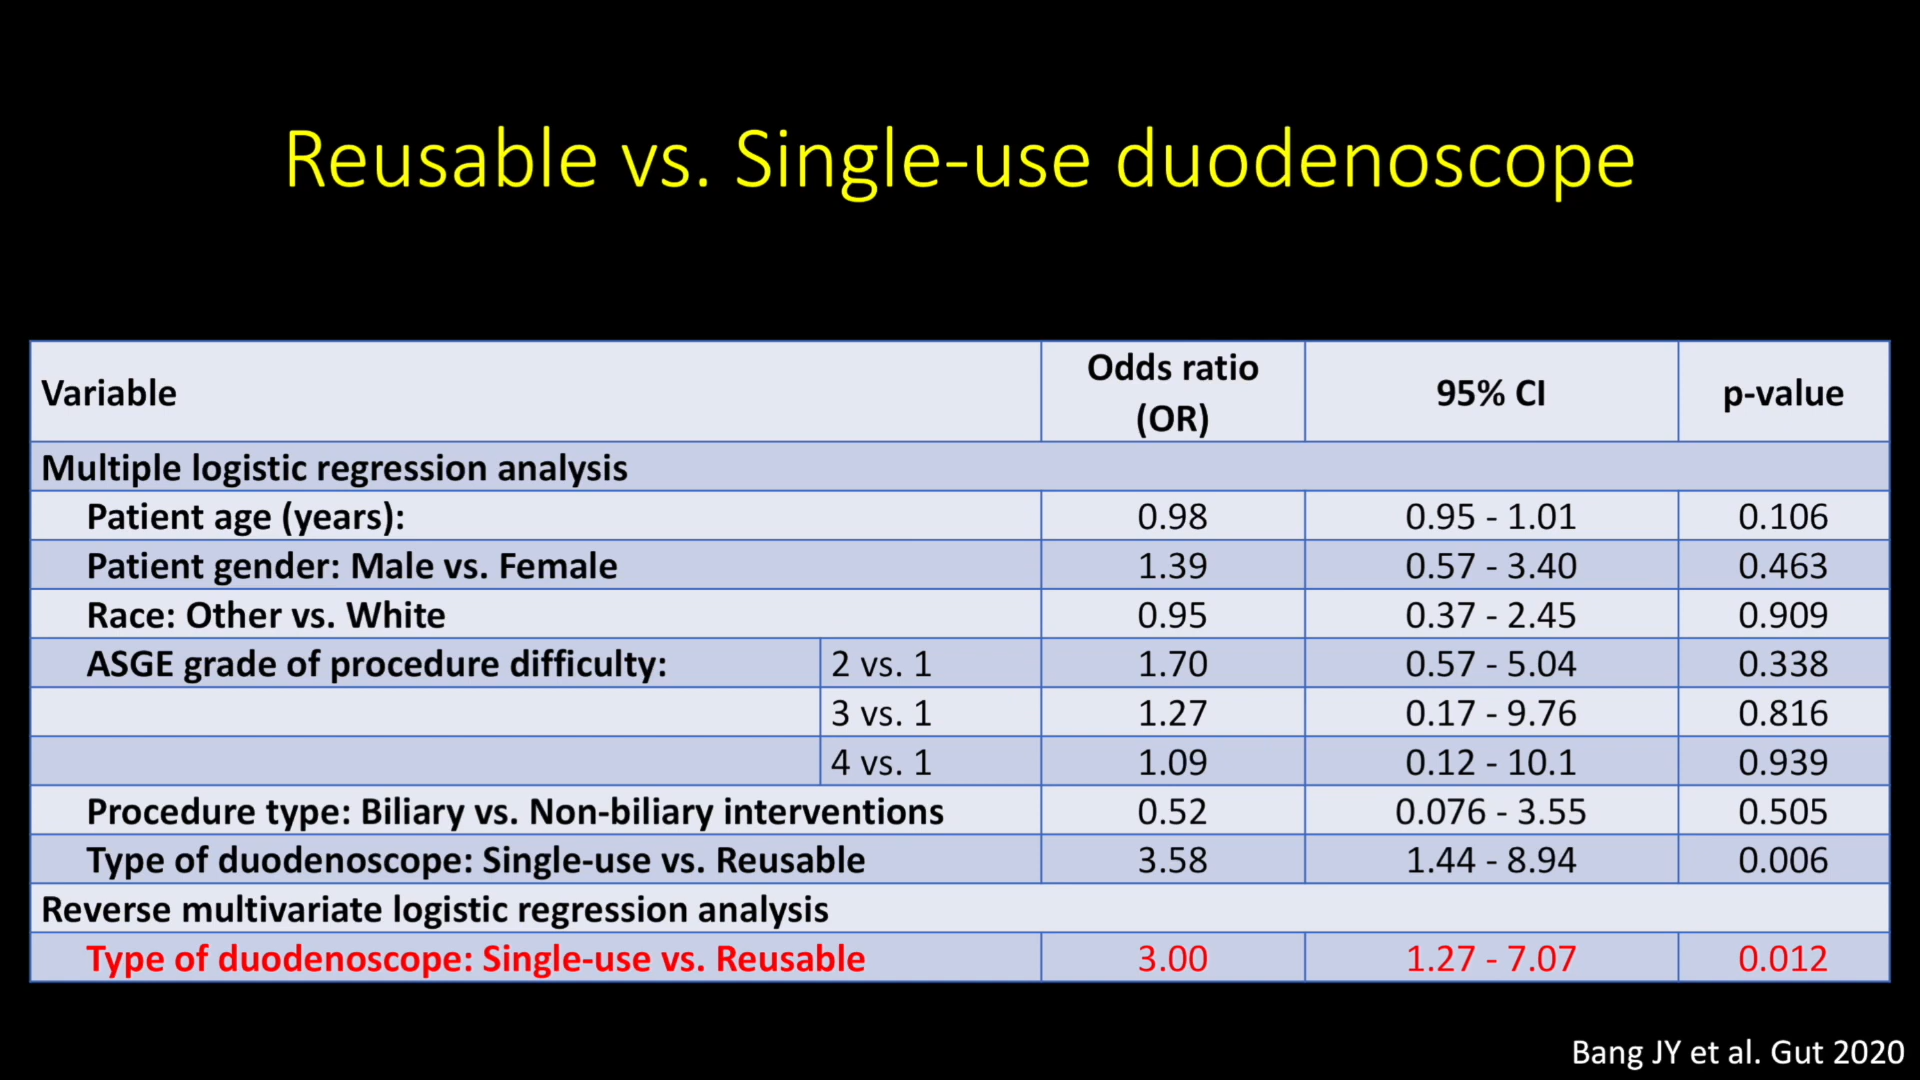 Reusable vs. Single-use duodenoscope
Variable Odds ratio (OR) 95% CI p-value
Multiple logistic regression analysis
Patient age (years): 0.98 0.95 - 1.01 0.106
Patient gender: Male vs. Female 1.39 0.57 - 3.40 0.463
Race: Other vs. White 0.95 0.37 - 2.45 0.909
ASGE grade of procedure difficulty: 2 vs. 1 1.70 0.57 - 5.04 0.338
3 vs. 1 1.27 0.17 - 9.76 0.816
4 vs. 1 1.09 0.12 - 10.1 0.939
Procedure type: Biliary vs. Non-biliary interventions 0.52 0.076 - 3.55 0.505
Type of duodenoscope: Single-use vs. Reusable 3.58 1.44 - 8.94 0.006
Reverse multivariate logistic regression analysis
Type of duodenoscope: Single-use vs. Reusable 3.00 1.27 - 7.07 0.012
Bang JY et al. Gut 2020